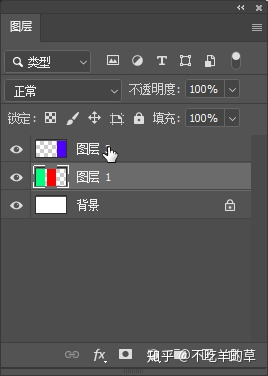 图层
类型
正常 不透明度: 100%
锁定: 填充: 100%
图层
图层 1
背景
fx
知乎 @不吃羊的草